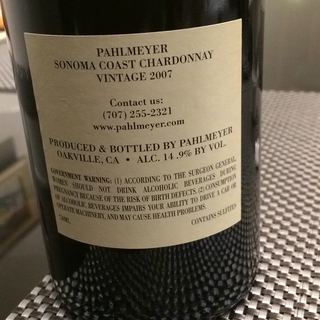 PAHLMEYER
SONOMA COAST CHARDONNAY
VINTAGE 2007
Contact us:
(707) 255-2321
www.pahlmeyer.com
PRODUCED & BOTTLED BY PAHLMEYER
OAKVILLE, CA • ALC. 14 .9% BY VOL.
GOVERNMENT WARNING: (1) ACCORDING TO THE SURGEON GENERAL,
WOMEN SHOULD NOT DRINK ALCOHOLIC BEVERAGES DURING
PREGNANCY BECAUSE OF THE RISK OF BIRTH DEFECTS. (2) CONSUMPTION
OF ALCOHOLIC BEVERAGES IMPAIRS YOUR ABILITY TO DRIVE A CAR OR
OPERATE MACHINERY, AND MAY CAUSE HEALTH PROBLEMS.
750ML CONTAINS SULFITES